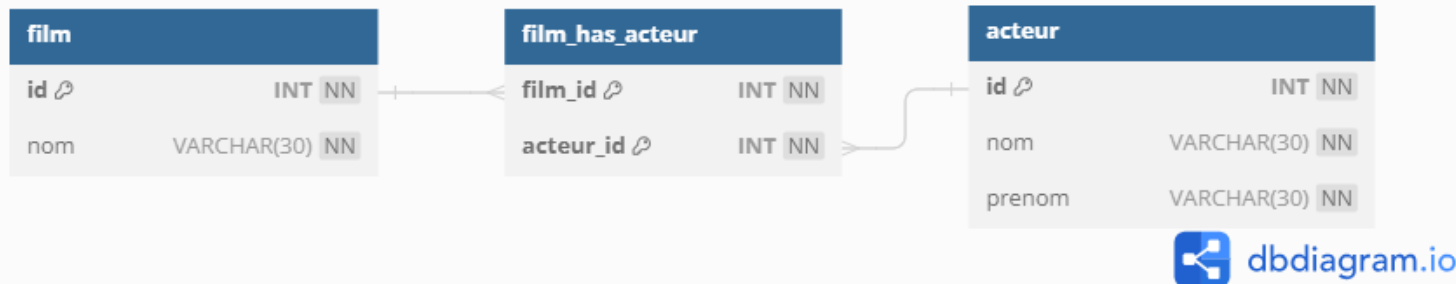 film
id INT NN
nom VARCHAR(30) NN
film_has_acteur
film_id INT NN
acteur_id INT NN
acteur
id INT NN
nom VARCHAR(30) NN
prenom VARCHAR(30) NN
dbdiagram.io